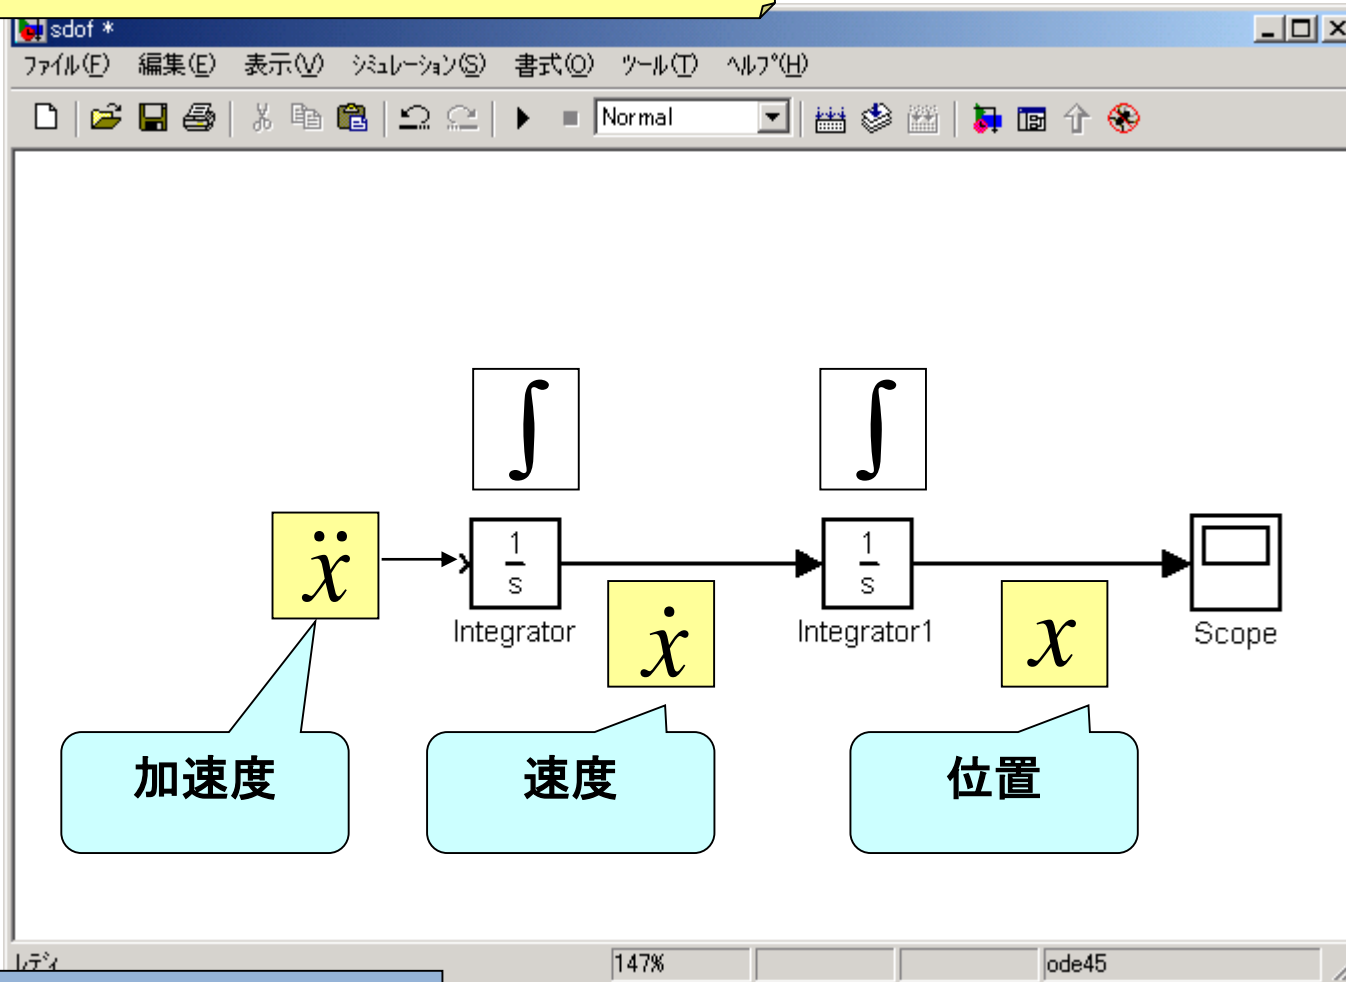 sdof *
ファイル(F) 編集(E) 表示(V) シミュレーション(S) 書式(O) ツール(T) ヘルプ(H)
Normal
∫ ∫
ẍ
1
s
1
s
Integrator
ẋ
Integrator1
x
Scope
加速度
速度
位置
レディ 147% ode45